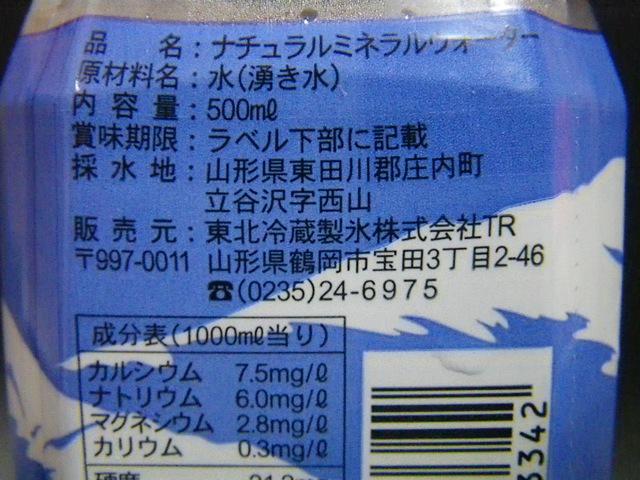 品名：ナチュラルミネラルウォーター
原材料名：水（湧き水）
内容量：500mℓ
賞味期限：ラベル下部に記載
採水地：山形県東田川郡庄内町
立谷沢字西山
販売元：東北冷蔵製氷株式会社TR
〒997-0011 山形県鶴岡市宝田3丁目2-46
☎(0235)24-6975
成分表(1000mℓ当り)
カルシウム 7.5mg/ℓ
ナトリウム 6.0mg/ℓ
マグネシウム 2.8mg/ℓ
カリウム 0.3mg/ℓ
硬度
3342